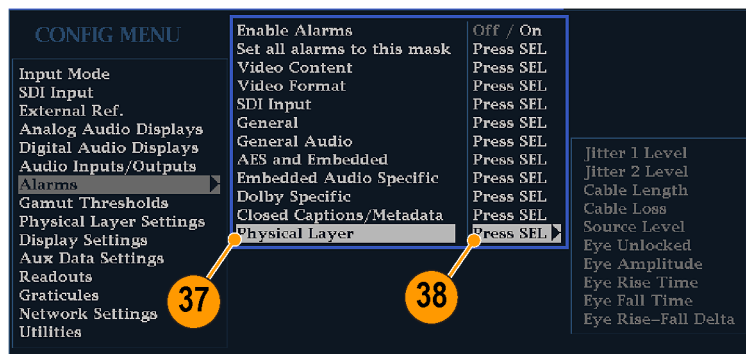 CONFIG MENU
Input Mode
SDI Input
External Ref.
Analog Audio Displays
Digital Audio Displays
Audio Inputs/Outputs
Alarms
Gamut Thresholds
Physical Layer Settings
Display Settings
Aux Data Settings
Readouts
Graticules
Network Settings
Utilities
Enable Alarms Off / On
Set all alarms to this mask Press SEL
Video Content Press SEL
Video Format Press SEL
SDI Input Press SEL
General Press SEL
General Audio Press SEL
AES and Embedded Press SEL
Embedded Audio Specific Press SEL
Dolby Specific Press SEL
Closed Captions/Metadata Press SEL
Physical Layer Press SEL
37
38
Jitter 1 Level
Jitter 2 Level
Cable Length
Cable Loss
Source Level
Eye Unlocked
Eye Amplitude
Eye Rise Time
Eye Fall Time
Eye Rise–Fall Delta